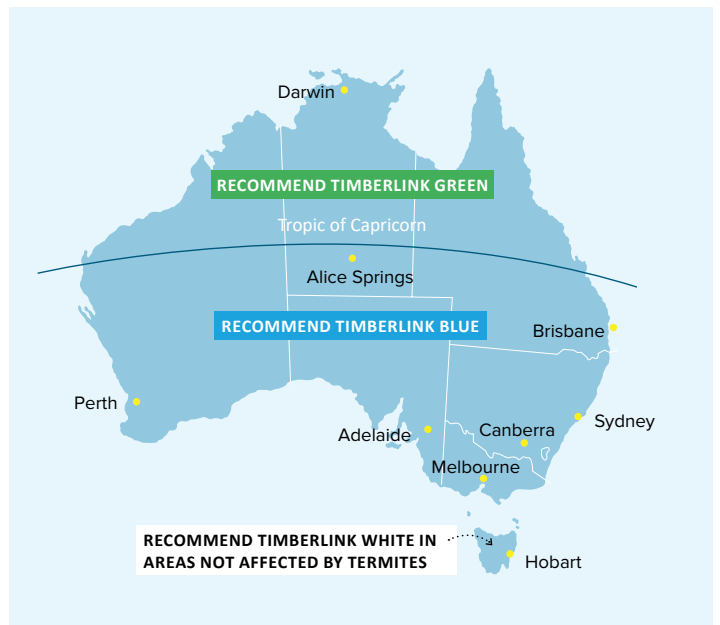 Darwin
RECOMMEND TIMBERLINK GREEN
Tropic of Capricorn
Alice Springs
RECOMMEND TIMBERLINK BLUE
Brisbane
Perth
Sydney
Adelaide
Canberra
Melbourne
RECOMMEND TIMBERLINK WHITE IN
AREAS NOT AFFECTED BY TERMITES
Hobart